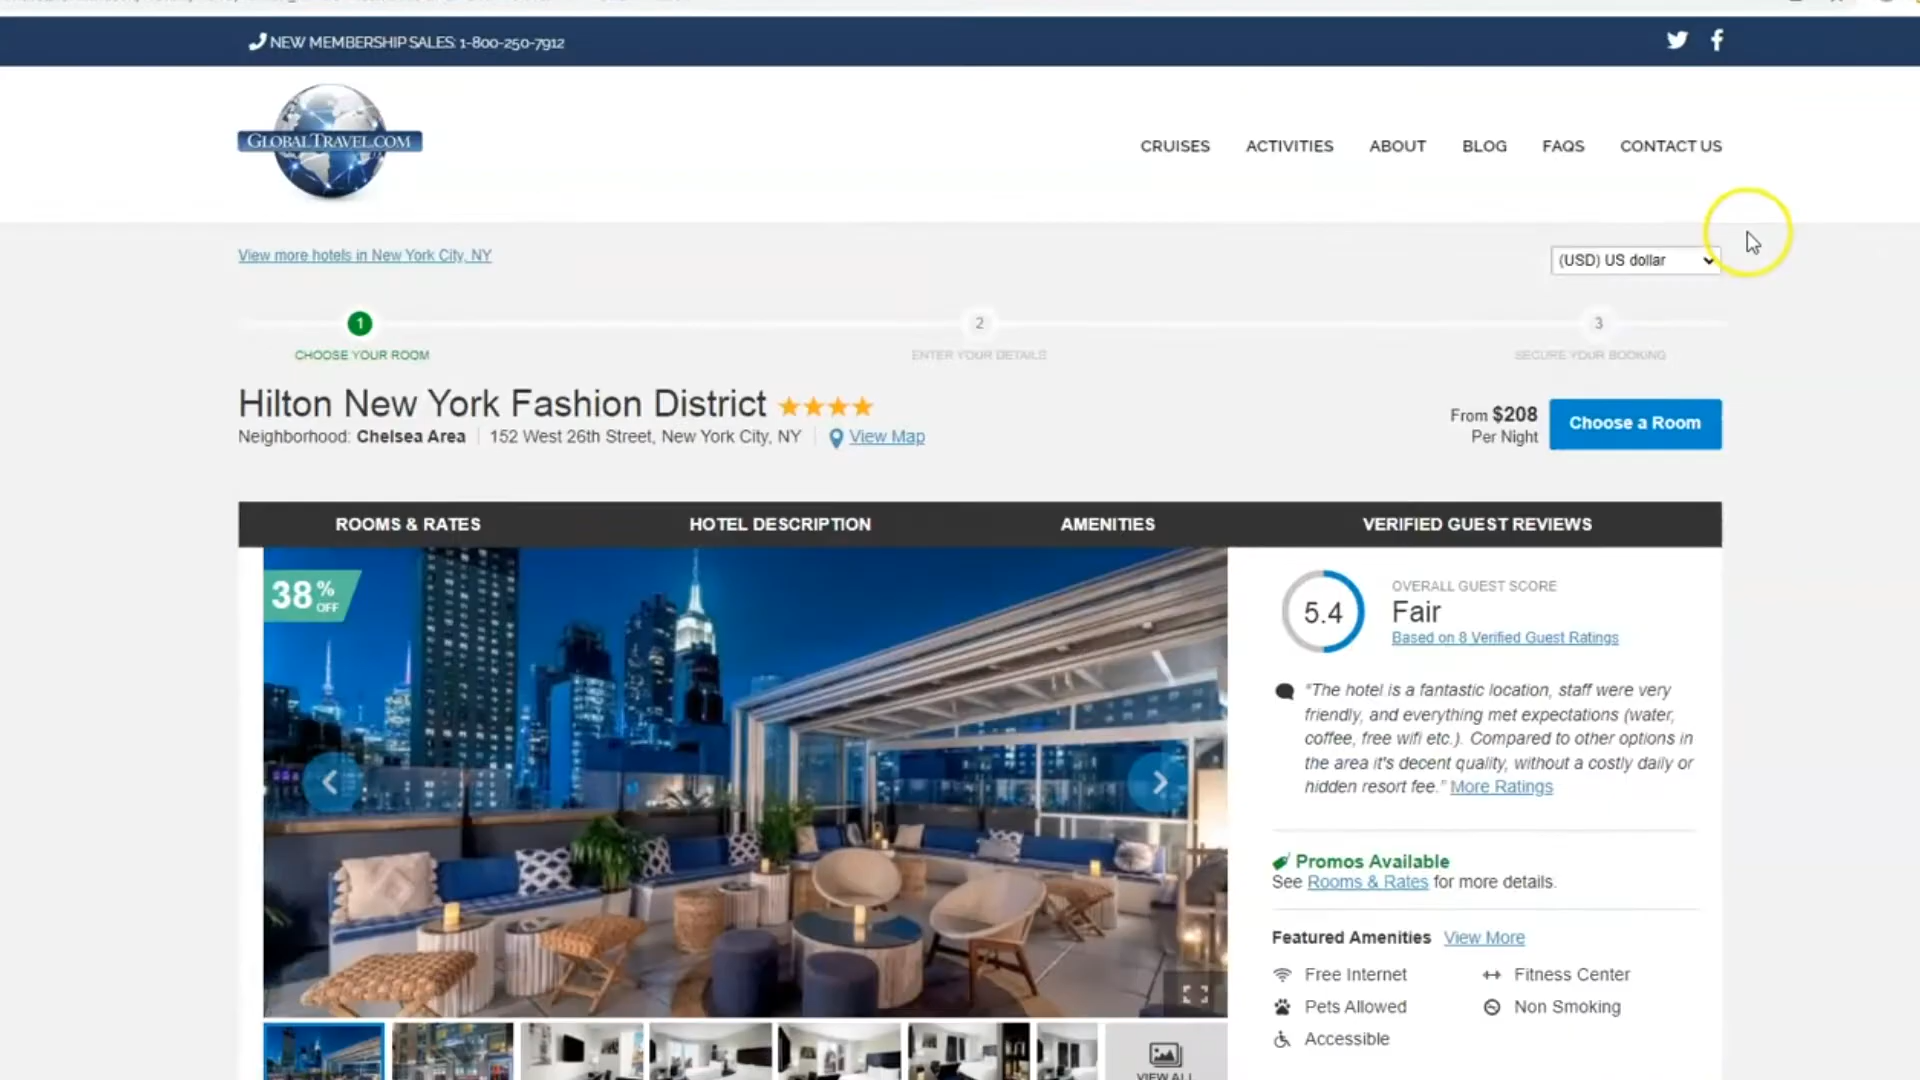 NEW MEMBERSHIP SALES: 1-800-250-7912
GLOBALTRAVEL.COM
CRUISES ACTIVITIES ABOUT BLOG FAQS CONTACT US
View more hotels in New York City, NY
(USD) US dollar
1 2 3
CHOOSE YOUR ROOM ENTER YOUR DETAILS SECURE YOUR BOOKING
Hilton New York Fashion District
Neighborhood: Chelsea Area 152 West 26th Street, New York City, NY View Map
From $208
Per Night
Choose a Room
ROOMS & RATES HOTEL DESCRIPTION AMENITIES VERIFIED GUEST REVIEWS
38% OFF
5.4
OVERALL GUEST SCORE
Fair
Based on 8 Verified Guest Ratings
“The hotel is a fantastic location, staff were very
friendly, and everything met expectations (water,
coffee, free wifi etc.). Compared to other options in
the area it's decent quality, without a costly daily or
hidden resort fee.” More Ratings
Promos Available
See Rooms & Rates for more details.
Featured Amenities View More
Free Internet Fitness Center
Pets Allowed Non Smoking
Accessible
VIEW ALL